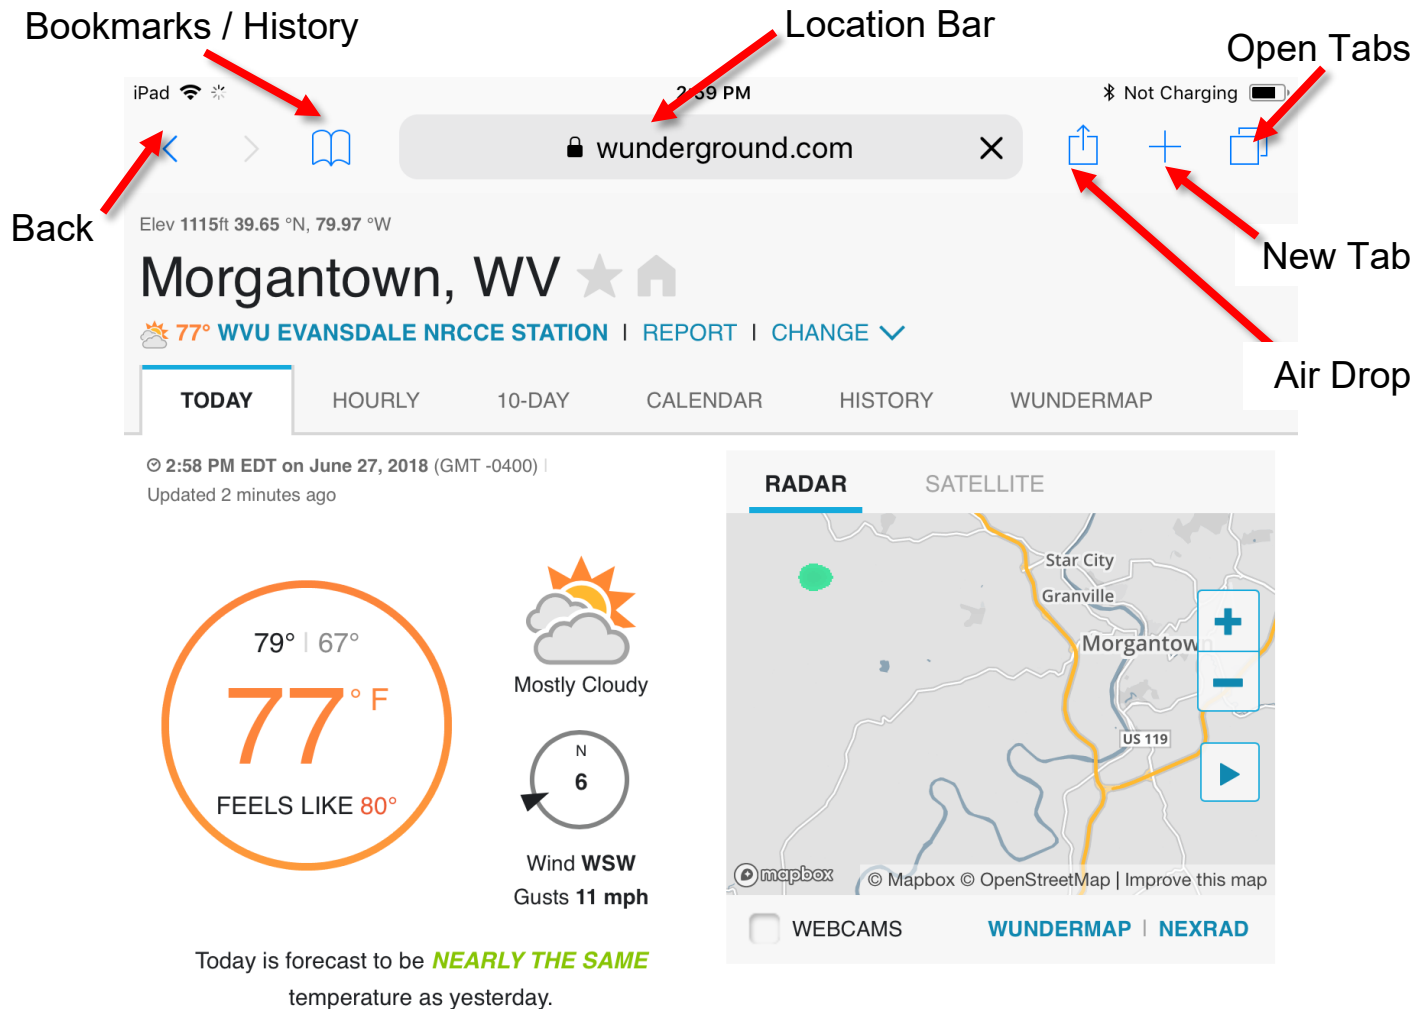 Bookmarks / History
Location Bar
Open Tabs
iPad
2:59 PM
Not Charging
wunderground.com
Back
New Tab
Air Drop
Elev 1115ft 39.65 °N, 79.97 °W
Morgantown, WV
77° WVU EVANSDALE NRCCE STATION | REPORT | CHANGE
TODAY HOURLY 10-DAY CALENDAR HISTORY WUNDERMAP
2:58 PM EDT on June 27, 2018 (GMT -0400) |
Updated 2 minutes ago
79° | 67°
77° F
FEELS LIKE 80°
Mostly Cloudy
N
6
Wind WSW
Gusts 11 mph
Today is forecast to be NEARLY THE SAME
temperature as yesterday.
RADAR SATELLITE
Star City
Granville
Morgantow
US 119
mapbox
© Mapbox © OpenStreetMap | Improve this map
WEBCAMS
WUNDERMAP | NEXRAD